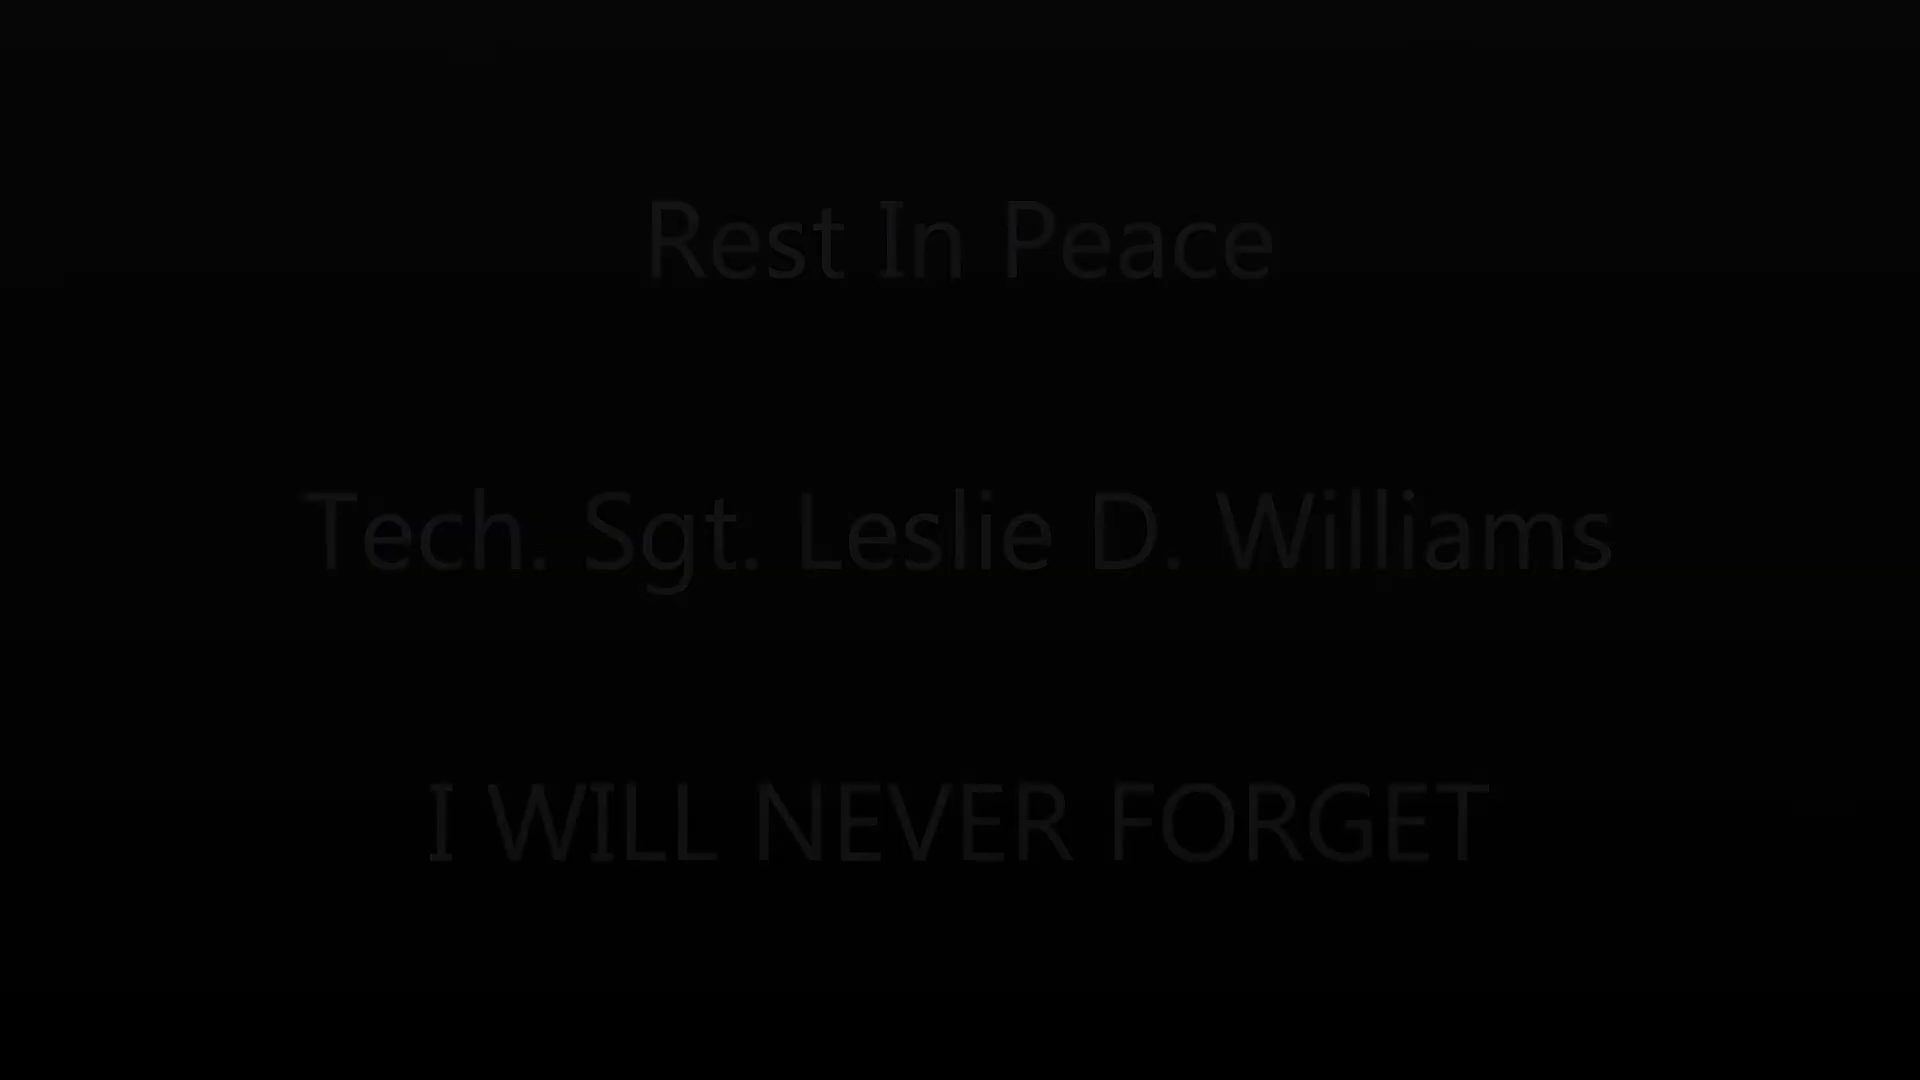 Rest In Peace
Tech. Sgt. Leslie D. Williams
I WILL NEVER FORGET